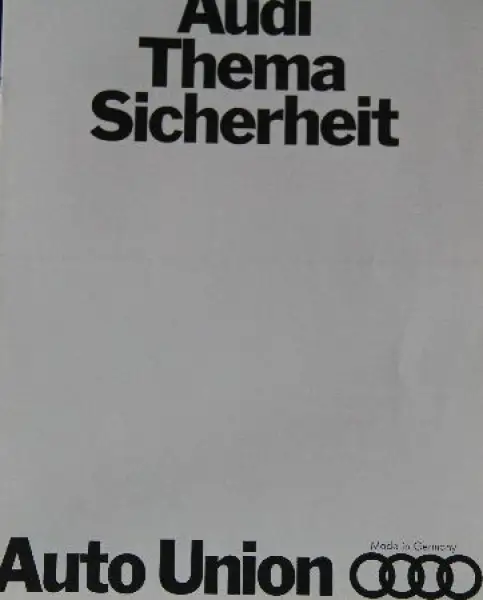 Audi
Thema
Sicherheit
Made in Germany
Auto Union